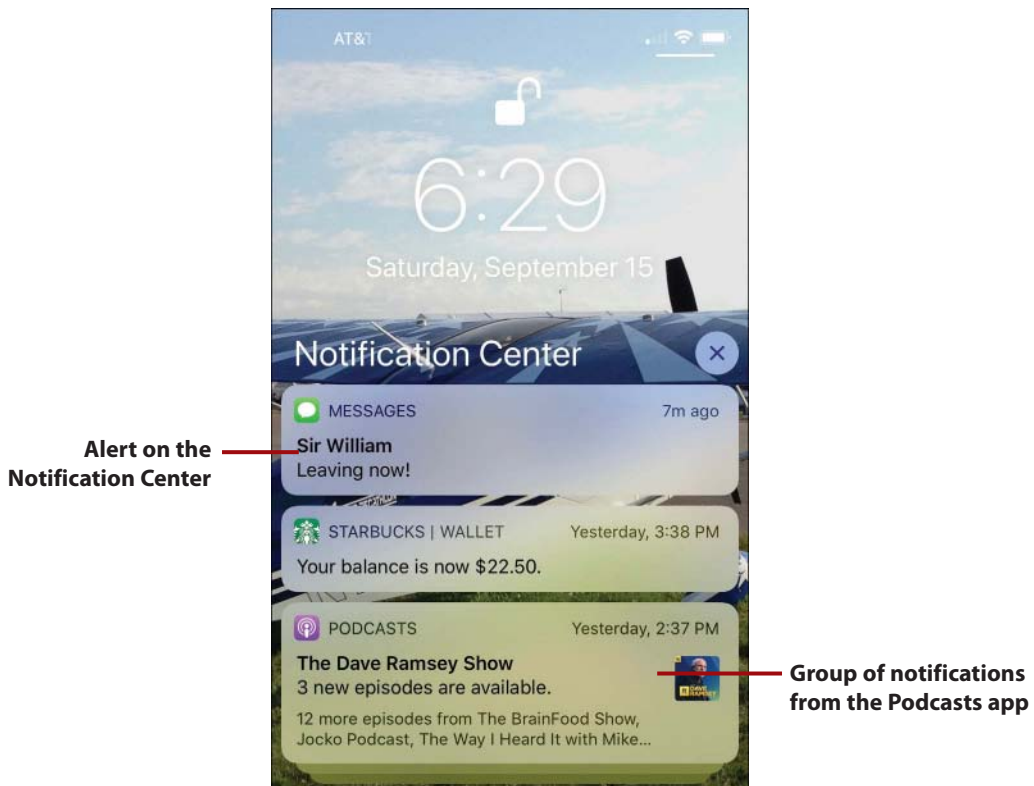 AT&T
6:29
Saturday, September 15
Notification Center
MESSAGES 7m ago
Sir William
Leaving now!
Alert on the
Notification Center
STARBUCKS | WALLET Yesterday, 3:38 PM
Your balance is now $22.50.
PODCASTS Yesterday, 2:37 PM
The Dave Ramsey Show
3 new episodes are available.
12 more episodes from The BrainFood Show,
Jocko Podcast, The Way I Heard It with Mike...
DAVE
RAMSEY
Group of notifications
from the Podcasts app